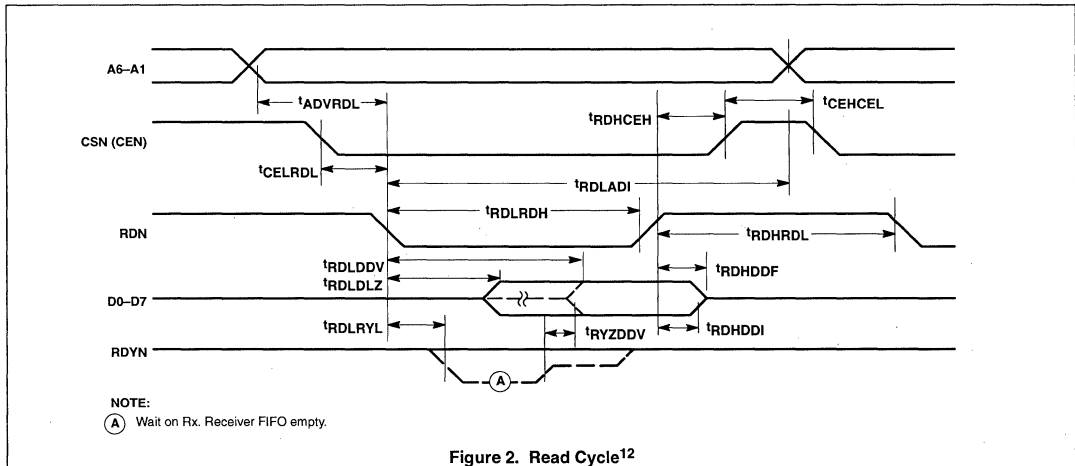 A6–A1
tADVRDL
tRDHCEH
tCEHCEL
CSN (CEN)
tCELRDL
tRDLADI
tRDLRDH
RDN
tRDHRDL
tRDLDDV
tRDHDDF
tRDLDLZ
D0–D7
tRDLRYL
tRYZDDV
tRDHDDI
RDYN
A
NOTE:
A Wait on Rx. Receiver FIFO empty.
Figure 2. Read Cycle12